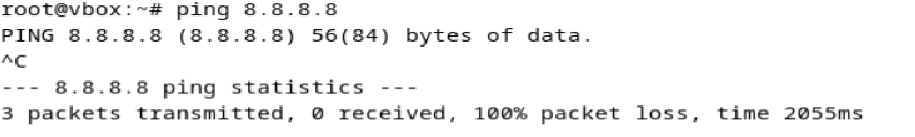 root@vbox:~# ping 8.8.8.8
PING 8.8.8.8 (8.8.8.8) 56(84) bytes of data.
^C
--- 8.8.8.8 ping statistics ---
3 packets transmitted, 0 received, 100% packet loss, time 2055ms